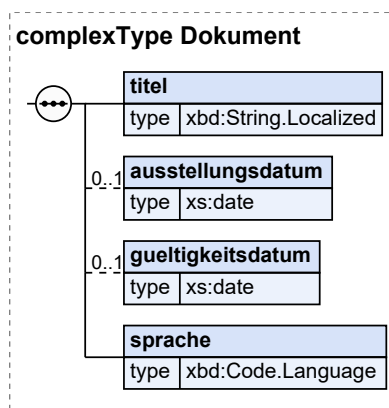 complexType Dokument
titel
type xbd:String.Localized
0..1 ausstellungsdatum
type xs:date
0..1 gueltigkeitsdatum
type xs:date
sprache
type xbd:Code.Language